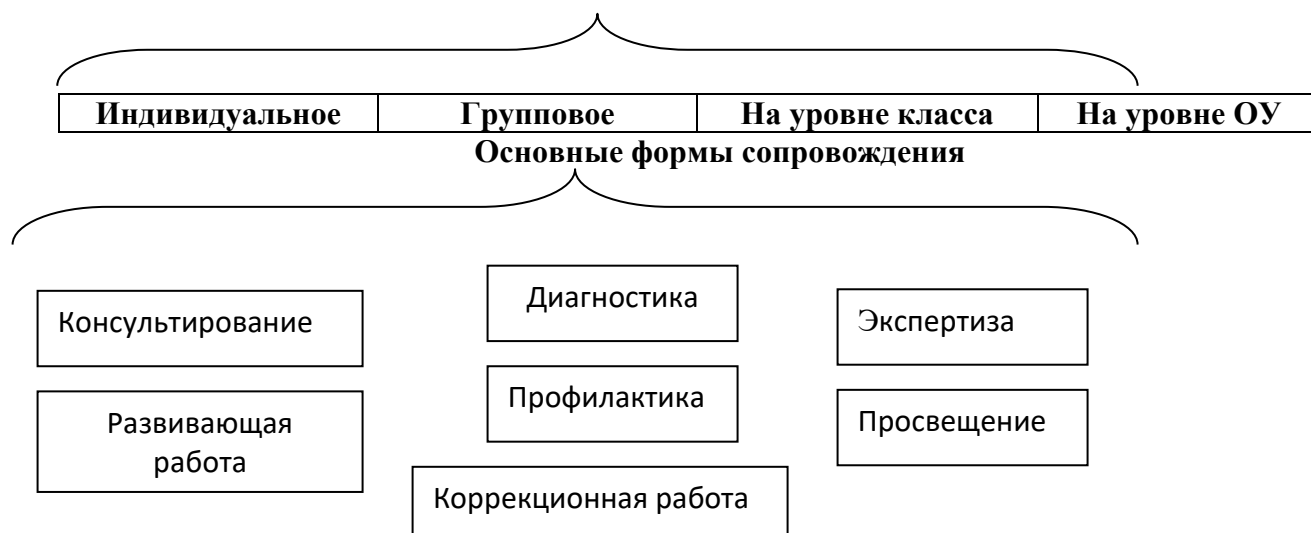 Индивидуальное Групповое На уровне класса На уровне ОУ
Основные формы сопровождения
Консультирование
Диагностика
Экспертиза
Развивающая
работа
Профилактика
Просвещение
Коррекционная работа